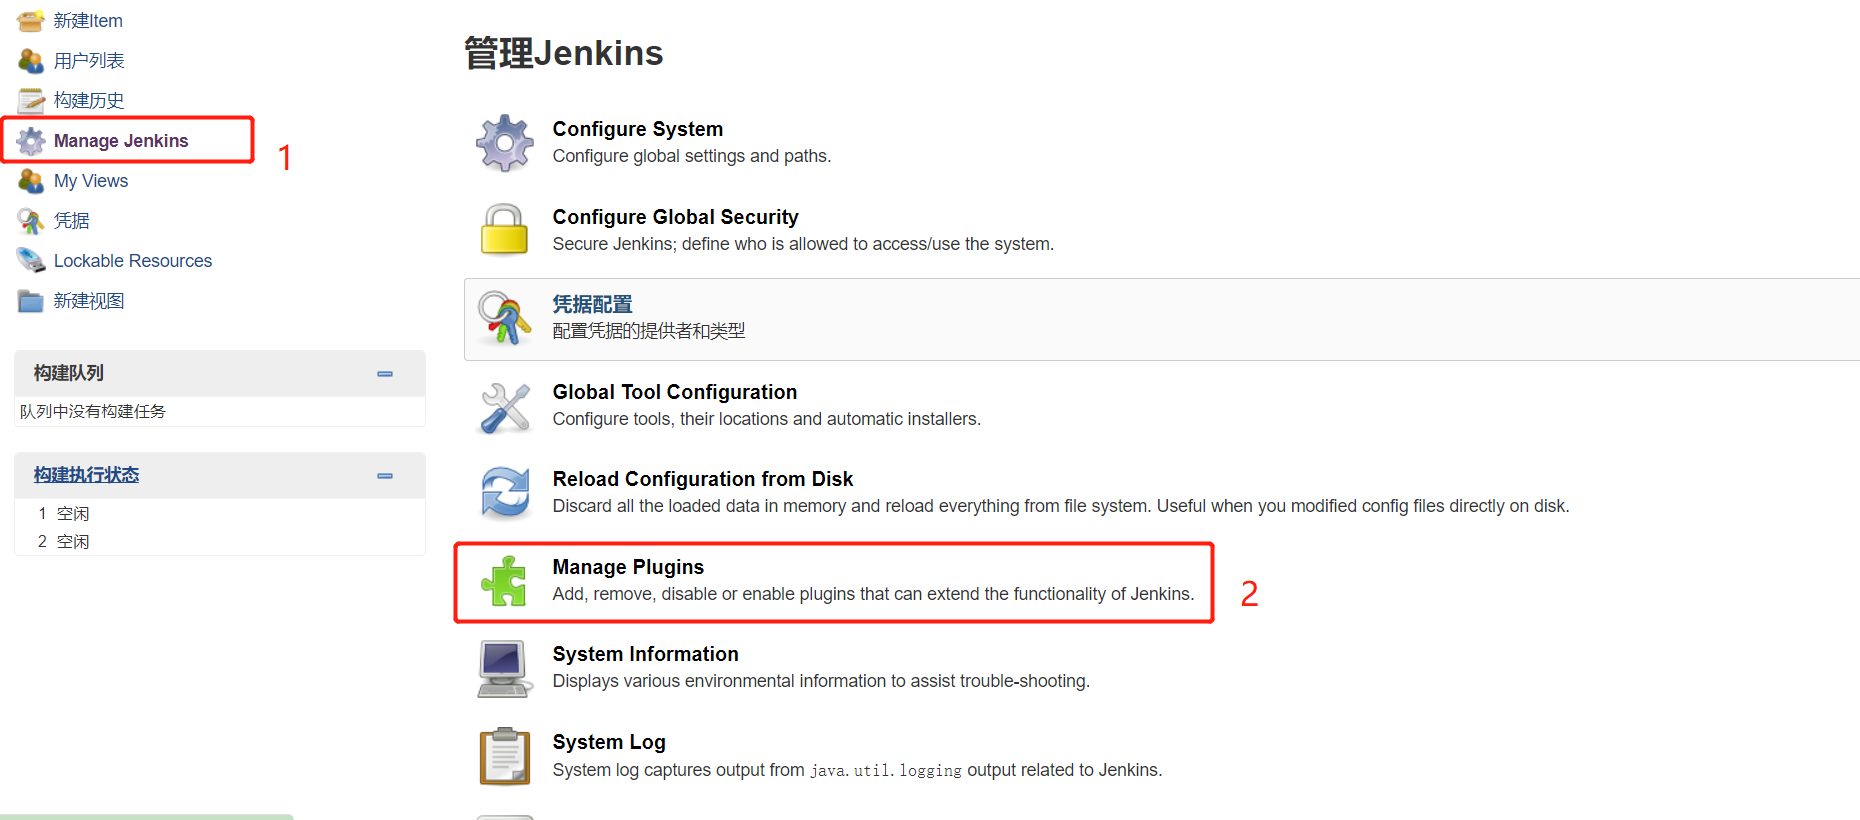 新建Item
用户列表
构建历史
Manage Jenkins
1
My Views
凭据
Lockable Resources
新建视图
构建队列
队列中没有构建任务
构建执行状态
1 空闲
2 空闲
管理Jenkins
Configure System
Configure global settings and paths.
Configure Global Security
Secure Jenkins; define who is allowed to access/use the system.
凭据配置
配置凭据的提供者和类型
Global Tool Configuration
Configure tools, their locations and automatic installers.
Reload Configuration from Disk
Discard all the loaded data in memory and reload everything from file system. Useful when you modified config files directly on disk.
Manage Plugins
Add, remove, disable or enable plugins that can extend the functionality of Jenkins.
2
System Information
Displays various environmental information to assist trouble-shooting.
System Log
System log captures output from java.util.logging output related to Jenkins.